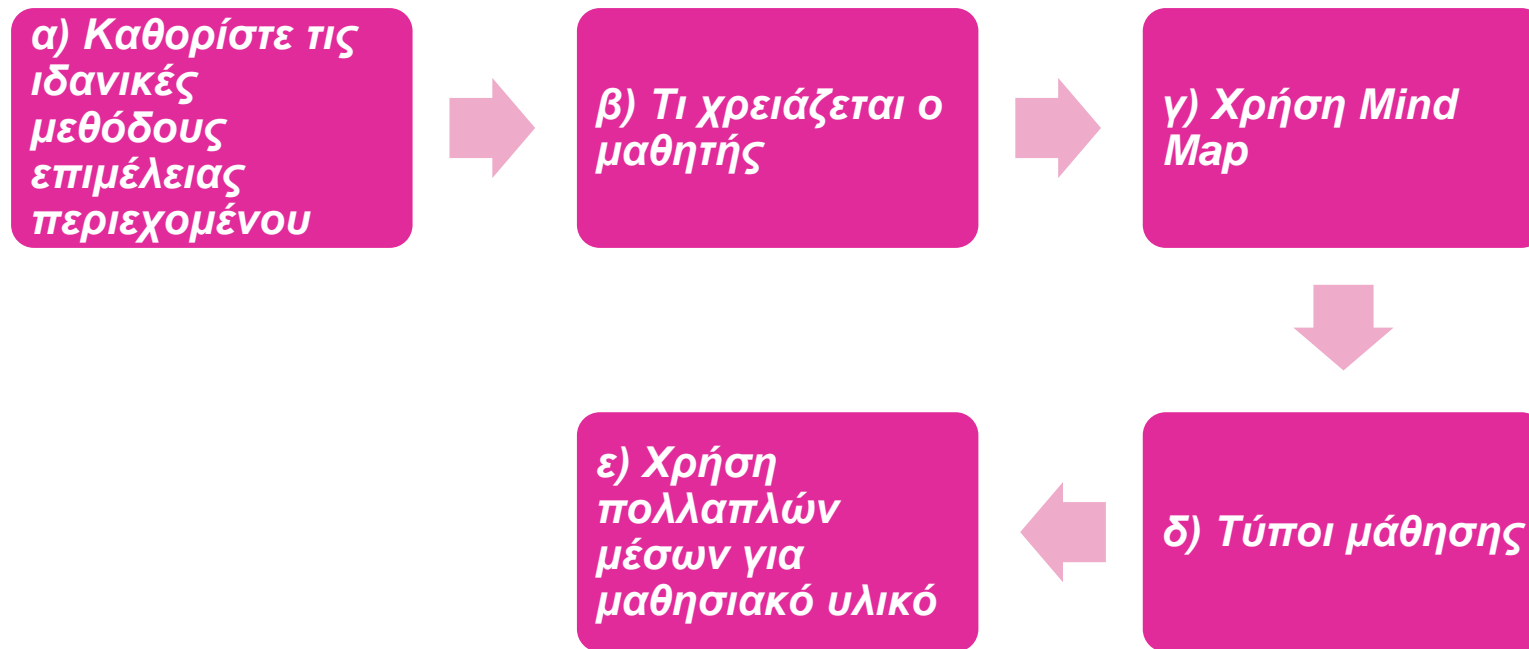 α) Καθορίστε τις
ιδανικές
μεθόδους
επιμέλειας
περιεχομένου
β) Τι χρειάζεται ο
μαθητής
γ) Χρήση Mind
Map
δ) Τύποι μάθησης
ε) Χρήση
πολλαπλών
μέσων για
μαθησιακό υλικό